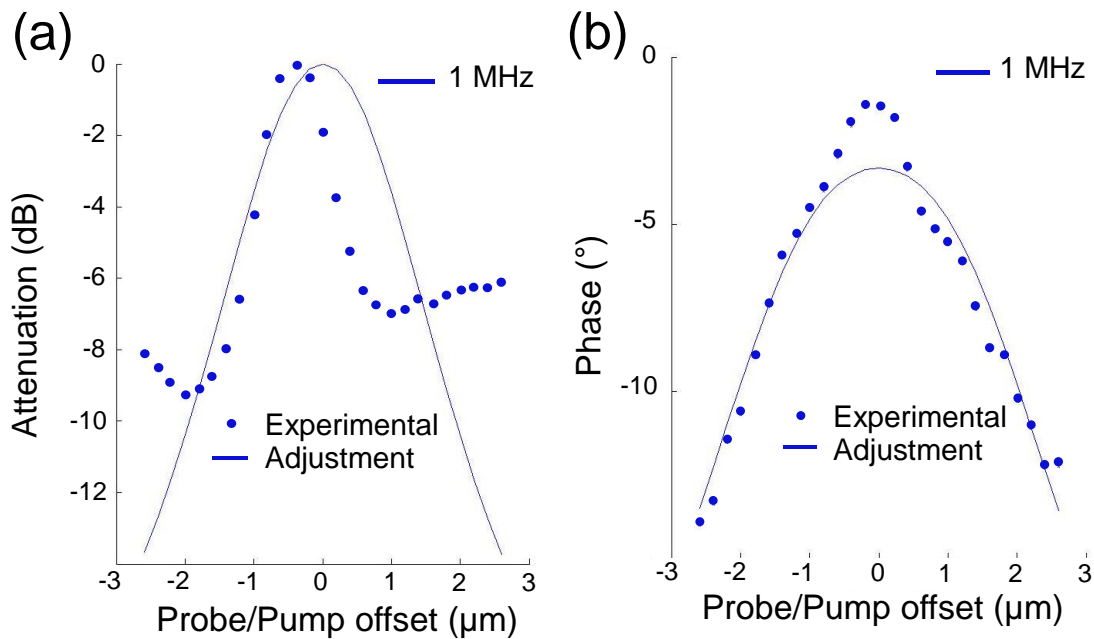 (a)
1 MHz
Attenuation (dB)
0
-2
-4
-6
-8
-10
-12
Experimental
Adjustment
-3
-2
-1
0
1
2
3
Probe/Pump offset (µm)
(b)
1 MHz
Phase (°)
0
-5
-10
-15
Experimental
Adjustment
-3
-2
-1
0
1
2
3
Probe/Pump offset (µm)